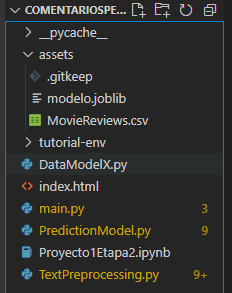 COMENTARIOSPE...
__pycache__
assets
.gitkeep
modelo.joblib
MovieReviews.csv
tutorial-env
DataModelX.py
index.html
main.py 3
PredictionModel.py 9
Proyecto1Etapa2.ipynb
TextPreprocessing.py 9+